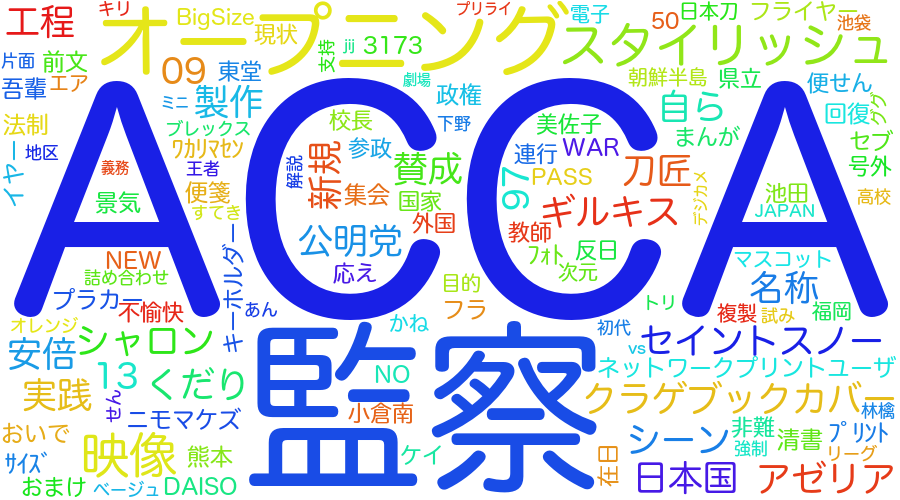 キリ
オープニング
プリライ
電子
50
日本刀
フライヤー
工程
BigSize
現状
支持
jij
3173
スタイリッシュ
池袋
片面
前文
09
東堂
劇場
朝鮮半島
県立
便せん
グググ
吾輩
エア
ミニ
製作
政権
自ら
回復
法制
ブレックス
校長
下野
美佐子
まんが
セブ
イヤー
地区
ワカリマセン
王者
解説
新規
参政
賛成
連行
WAR
刀匠
号外
義務
便箋
集会
国家
97
PASS
デジカメ
池田
高校
景気
すてき
外国
ギルキス
JAPAN
ACCA
公明党
教師
フォト
反日
NEW
キーホルダー
応え
目的
次元
マスコット
詰め合わせ
名称
プラカー
不愉快
あん
フラ
トリ
複製
試み
福岡
オレンジ
シャロン
かね
初代
セイントスノー
安倍
監察
vs
ネットワークプリントユーザ
13
くだり
NO
実践
せん
クラゲブックカバー
ニモマケズ
小倉南
林檎
おいで
映像
シーン
非難
清書
プリント
サイズ
熊本
ケイ
強制
リーグ
おまけ
ベージュ
DAISO
在日
日本国
アゼリア